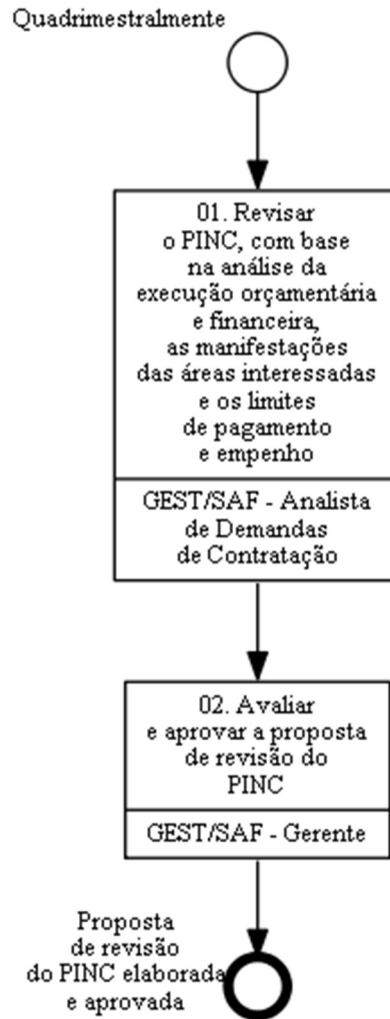 Quadrimestralmente
01. Revisar
o PINC, com base
na análise da
execução orçamentária
e financeira,
as manifestações
das áreas interessadas
e os limites
de pagamento
e empenho
GEST/SAF - Analista
de Demandas
de Contratação
02. Avaliar
e aprovar a proposta
de revisão do
PINC
GEST/SAF - Gerente
Proposta
de revisão
do PINC elaborada
e aprovada